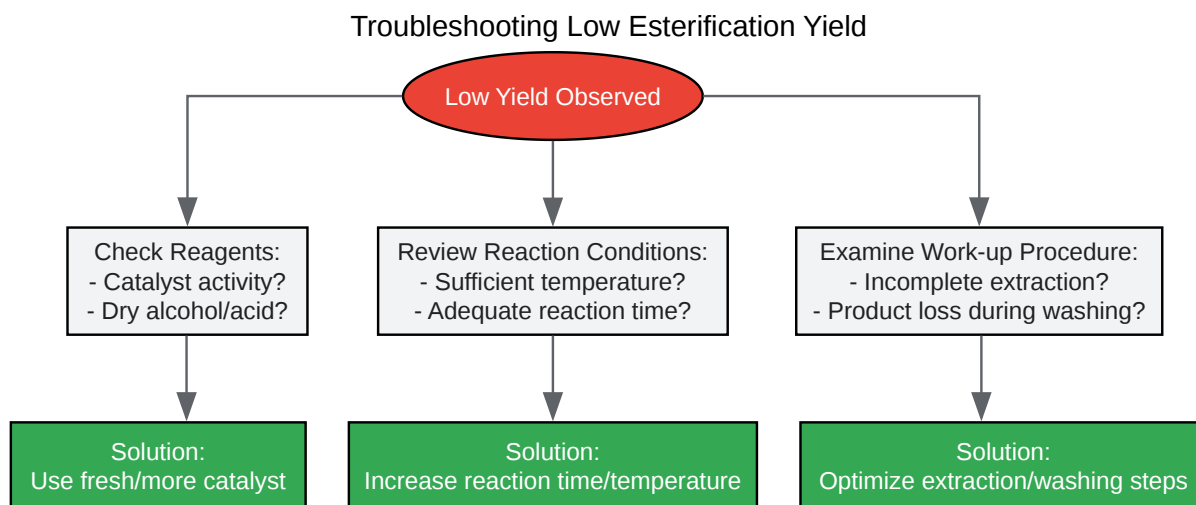 Troubleshooting Low Esterification Yield
Low Yield Observed
Check Reagents:
- Catalyst activity?
- Dry alcohol/acid?
Review Reaction Conditions:
- Sufficient temperature?
- Adequate reaction time?
Examine Work-up Procedure:
- Incomplete extraction?
- Product loss during washing?
Solution:
Use fresh/more catalyst
Solution:
Increase reaction time/temperature
Solution:
Optimize extraction/washing steps